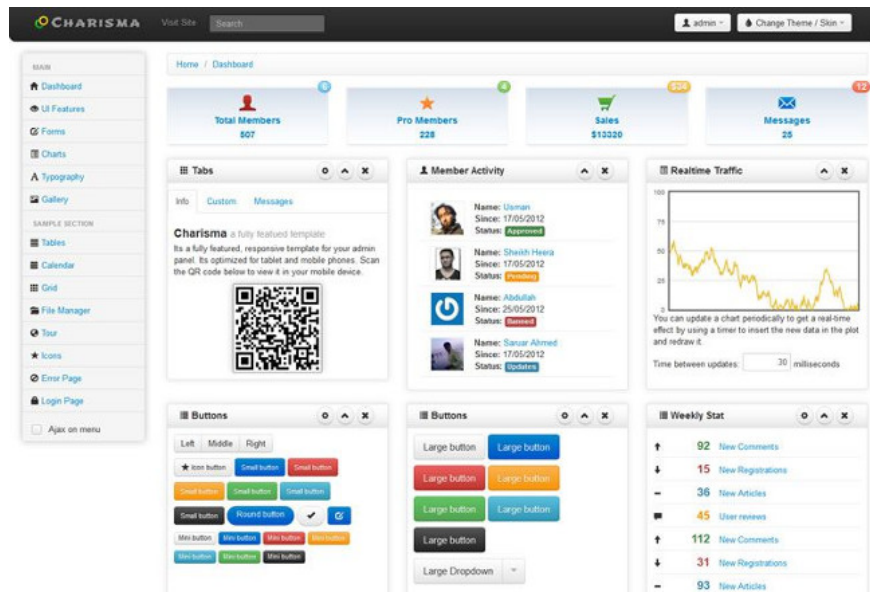 CHARISMA
Visit Site
Search
admin
Change Theme / Skin
MAIN
Dashboard
UI Features
Forms
Charts
Typography
Gallery
SAMPLE SECTION
Tables
Calendar
Grid
File Manager
Tour
Icons
Error Page
Login Page
Ajax on menu
Home / Dashboard
6
Total Members
507
4
Pro Members
228
$34
Sales
$13320
12
Messages
25
Tabs
Info Custom Messages
Charisma a fully featued template
Its a fully featured, responsive template for your admin
panel. Its optimized for tablet and mobile phones. Scan
the QR code below to view it in your mobile device.
Member Activity
Name: Usman
Since: 17/05/2012
Status: Approved
Name: Sheikh Heera
Since: 17/05/2012
Status: Pending
Name: Abdullah
Since: 25/05/2012
Status: Banned
Name: Saruar Ahmed
Since: 17/05/2012
Status: Updates
Realtime Traffic
100
75
50
25
0
You can update a chart periodically to get a real-time
effect by using a timer to insert the new data in the plot
and redraw it.
Time between updates: 30 milliseconds
Buttons
Left Middle Right
Icon button Small button Small button
Small button Small button Small button
Small button Round button
Mini button Mini button Mini button Mini button
Mini button Mini button Mini button
Buttons
Large button Large button
Large button Large button
Large button Large button
Large button
Large Dropdown
Weekly Stat
92 New Comments
15 New Registrations
36 New Articles
45 User reviews
112 New Comments
31 New Registrations
93 New Articles